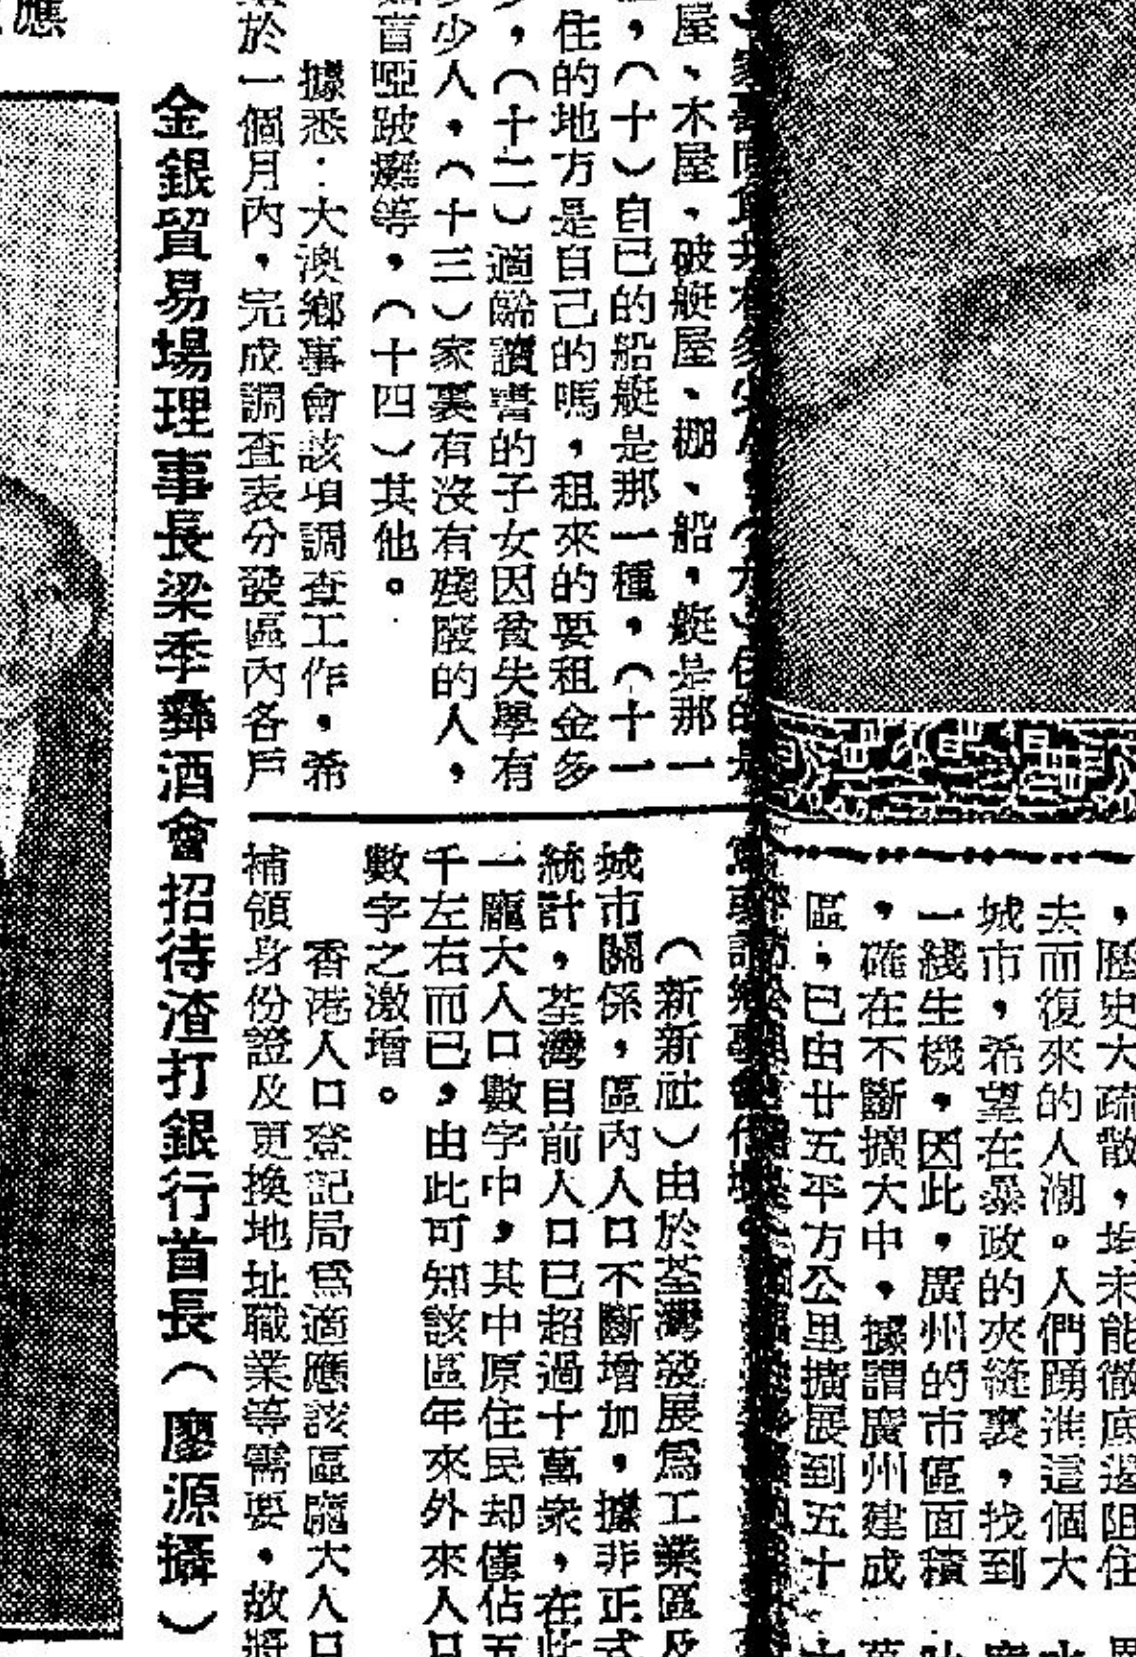 ，歷史大疏散，均未能徹底遏阻住
去而復來的人潮。人們踴進這個大
城市，希望在暴政的夾縫裏，找到
一綫生機。因此，廣州的市區面積
，確在不斷擴大中，據謂廣州建成
區，已由廿五平方公里擴展到五十
屋、木屋、破艇屋、棚、船，艇是那一
，（十）自己的船艇是那一種，（十一
住的地方是自己的嗎，租來的要租金多
，（十二）適齡讀書的子女因貧失學有
少人，（十三）家裏有沒有殘廢的人，
盲啞跛癱等，（十四）其他。
據悉：大澳鄉事會該項調查工作，希
於一個月內，完成調查表分發區內各戶
（新新社）由於荃灣發展爲工業區及
城市關係，區內人口不斷增加，據非正式
統計，荃灣目前人口已超過十萬衆，在此
一龐大人口數字中，其中原住民却僅佔五
千左右而已，由此可知該區年來外來人口
數字之激增。
香港人口登記局爲適應該區龐大人口
補領身份證及更換地址職業等需要，故將
金銀貿易場理事長梁季彝酒會招待渣打銀行首長（廖源攝）
應